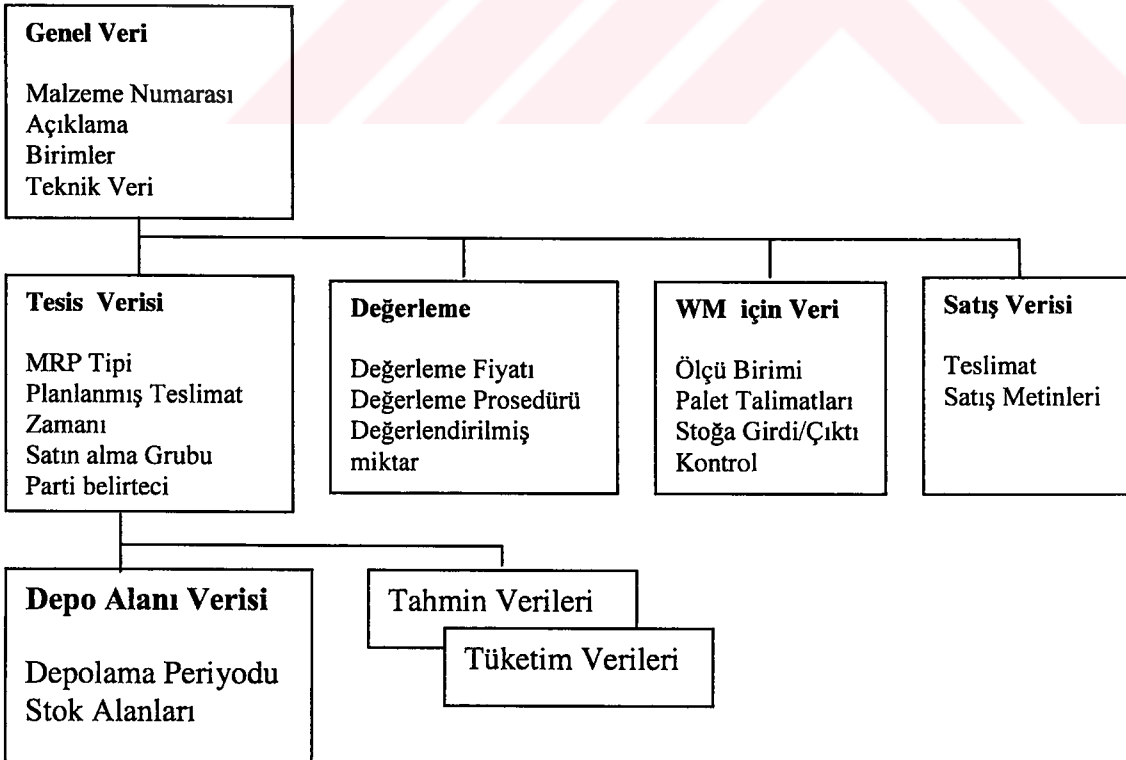 Genel Veri
Malzeme Numarası
Açıklama
Birimler
Teknik Veri
Tesis Verisi
MRP Tipi
Planlanmış Teslimat
Zamanı
Satın alma Grubu
Parti belirteci
Değerleme
Değerleme Fiyatı
Değerleme Prosedürü
Değerlendirilmiş
miktar
WM için Veri
Ölçü Birimi
Palet Talimatları
Stoğa Girdi/Çıktı
Kontrol
Satış Verisi
Teslimat
Satış Metinleri
Depo Alanı Verisi
Depolama Periyodu
Stok Alanları
Tahmin Verileri
Tüketim Verileri